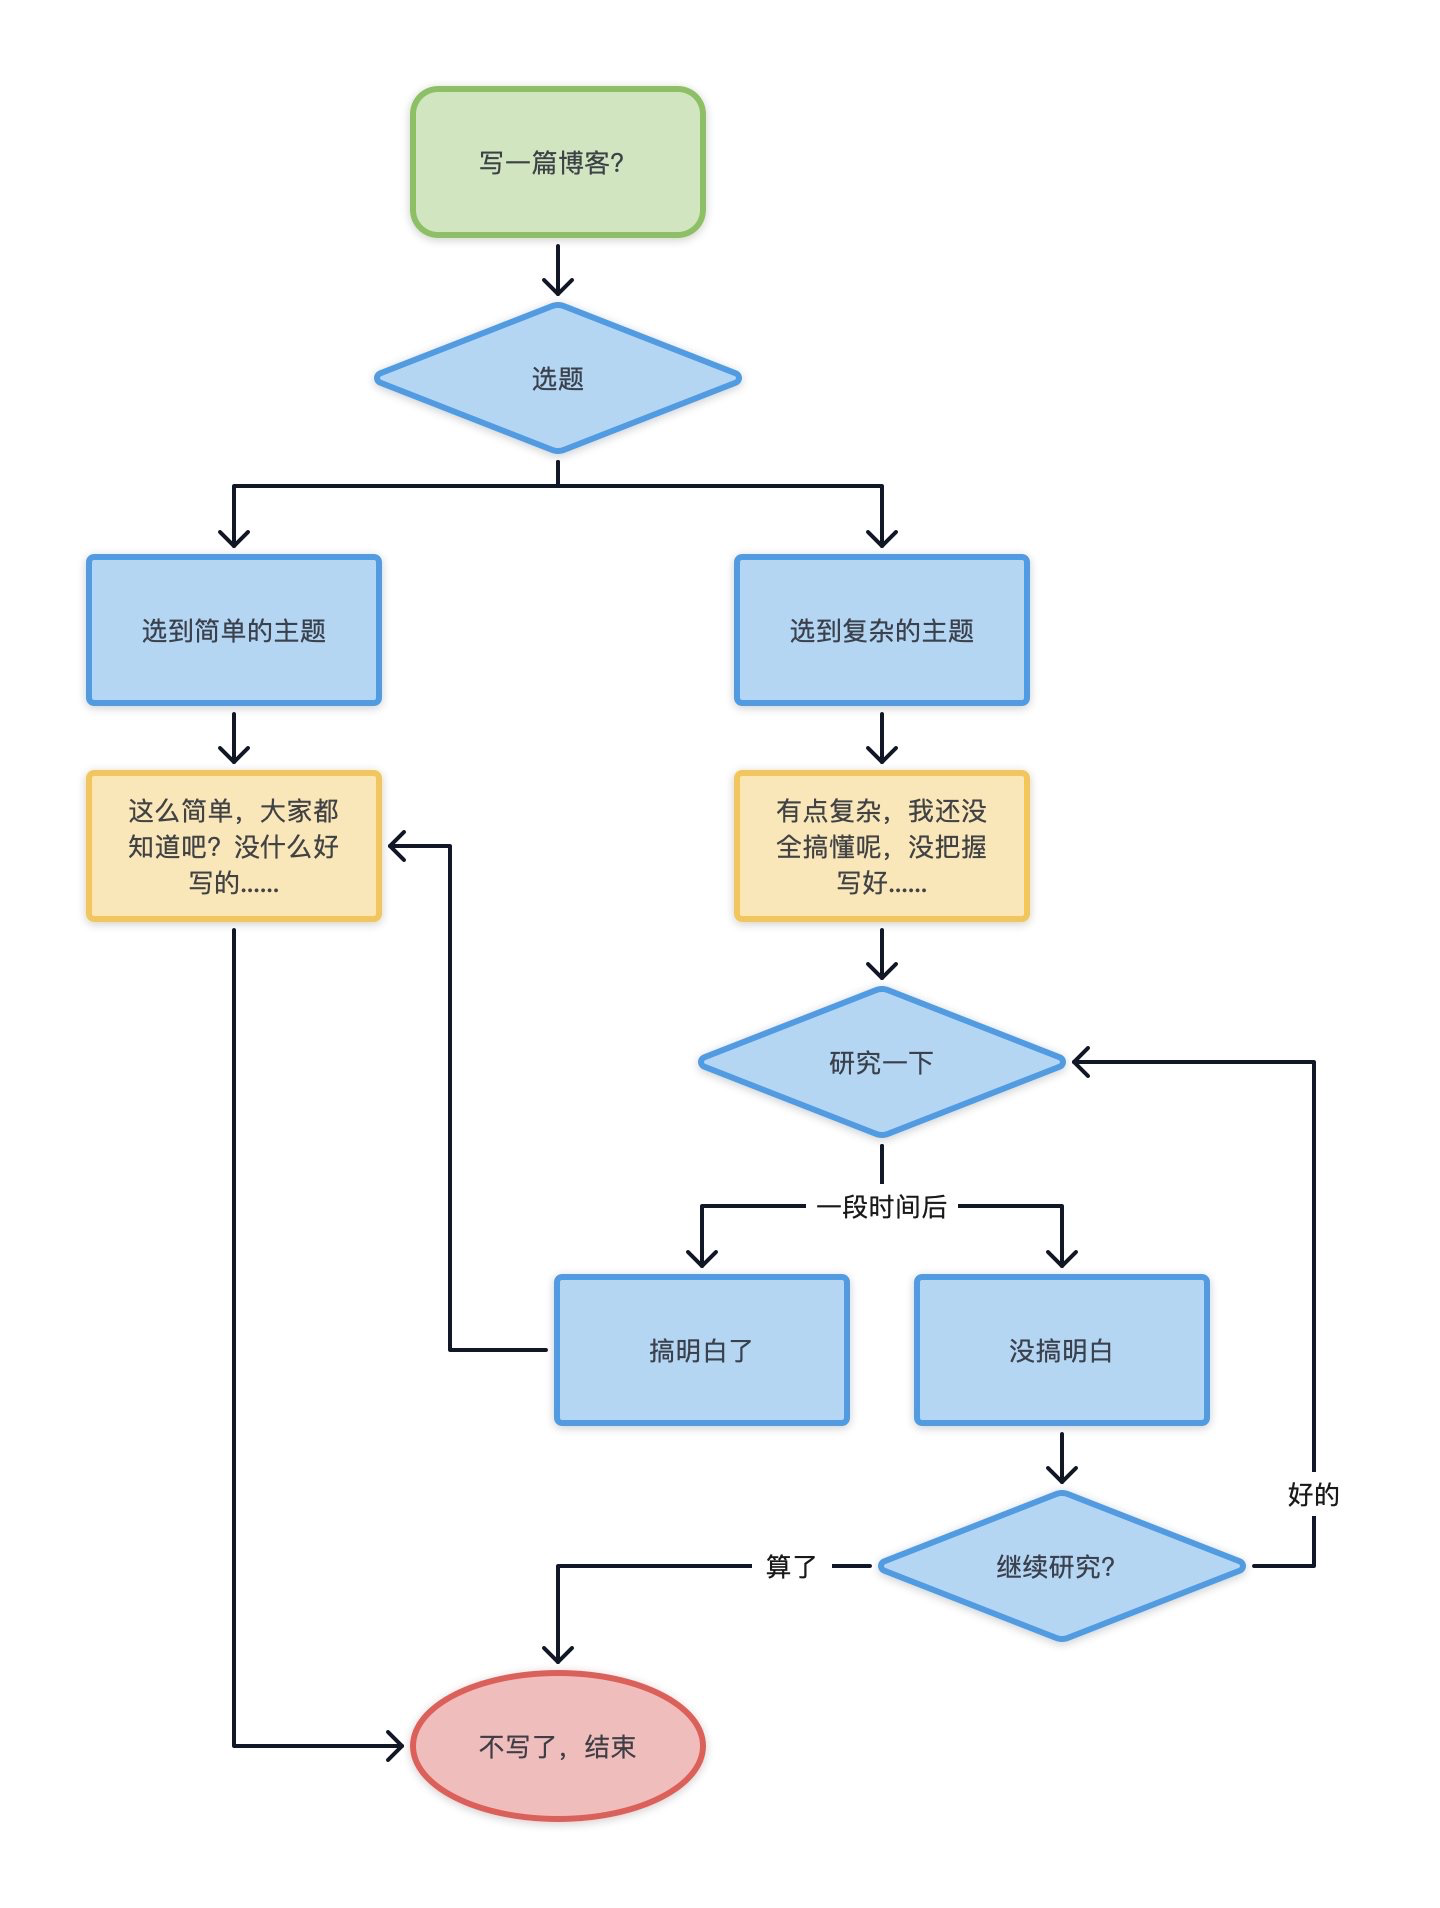 写一篇博客?
选题
选到简单的主题
选到复杂的主题
这么简单，大家都
知道吧？没什么好
写的……
有点复杂，我还没
全搞懂呢，没把握
写好……
研究一下
一段时间后
搞明白了
没搞明白
好的
算了
继续研究?
不写了，结束